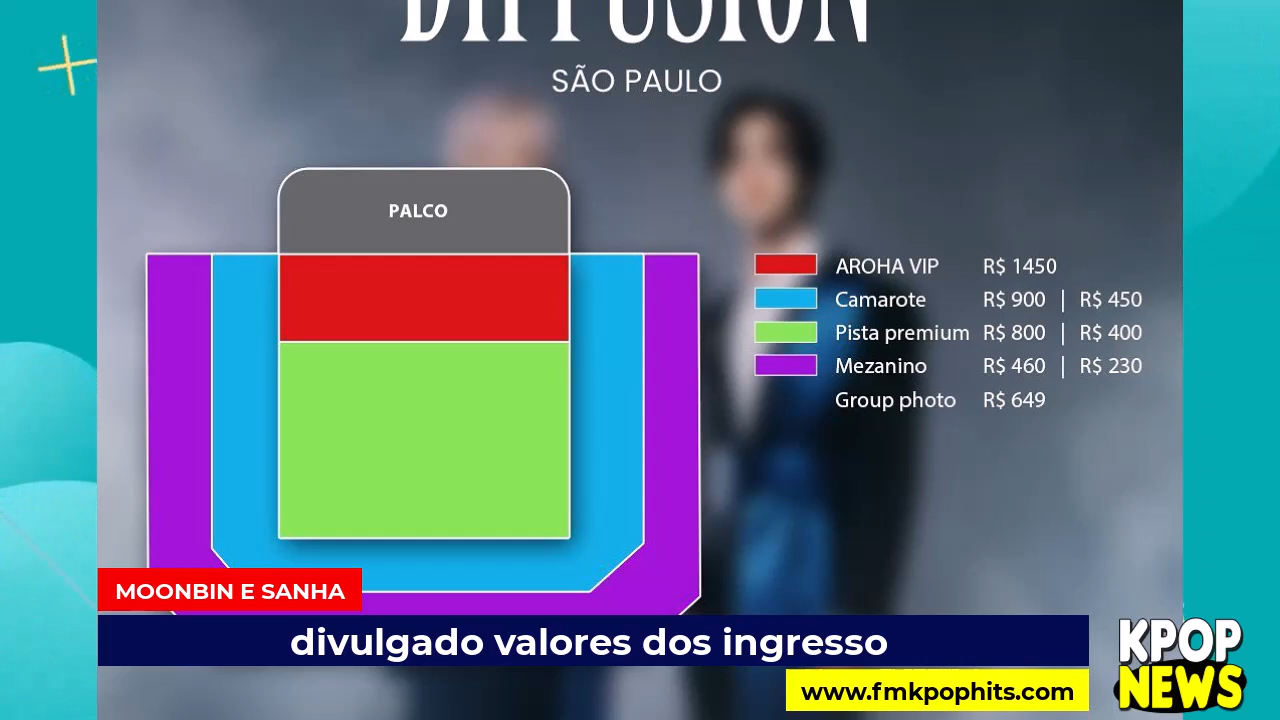 DIFFUSION
SÃO PAULO
PALCO
AROHA VIP R$ 1450
Camarote R$ 900 | R$ 450
Pista premium R$ 800 | R$ 400
Mezanino R$ 460 | R$ 230
Group photo R$ 649
MOONBIN E SANHA
divulgado valores dos ingresso
www.fmkpophits.com
KPOP
NEWS